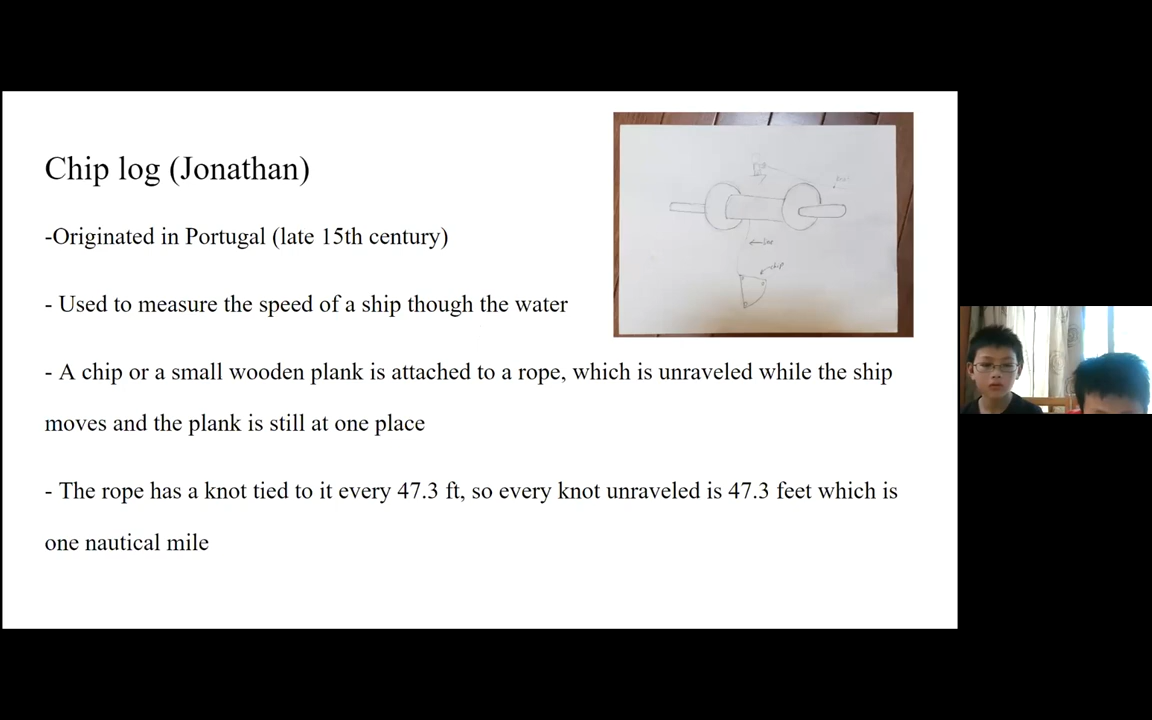 Chip log (Jonathan)
-Originated in Portugal (late 15th century)
- Used to measure the speed of a ship though the water
- A chip or a small wooden plank is attached to a rope, which is unraveled while the ship
moves and the plank is still at one place
- The rope has a knot tied to it every 47.3 ft, so every knot unraveled is 47.3 feet which is
one nautical mile
chip